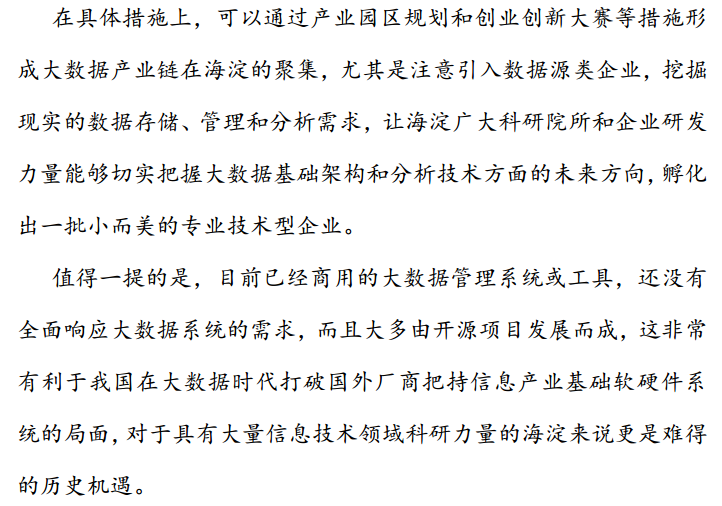 在具体措施上，可以通过产业园区规划和创业创新大赛等措施形
成大数据产业链在海淀的聚集，尤其是注意引入数据源类企业，挖掘
现实的数据存储、管理和分析需求，让海淀广大科研院所和企业研发
力量能够切实把握大数据基础架构和分析技术方面的未来方向，孵化
出一批小而美的专业技术型企业。
值得一提的是，目前已经商用的大数据管理系统或工具，还没有
全面响应大数据系统的需求，而且大多由开源项目发展而成，这非常
有利于我国在大数据时代打破国外厂商把持信息产业基础软硬件系
统的局面，对于具有大量信息技术领域科研力量的海淀来说更是难得
的历史机遇。